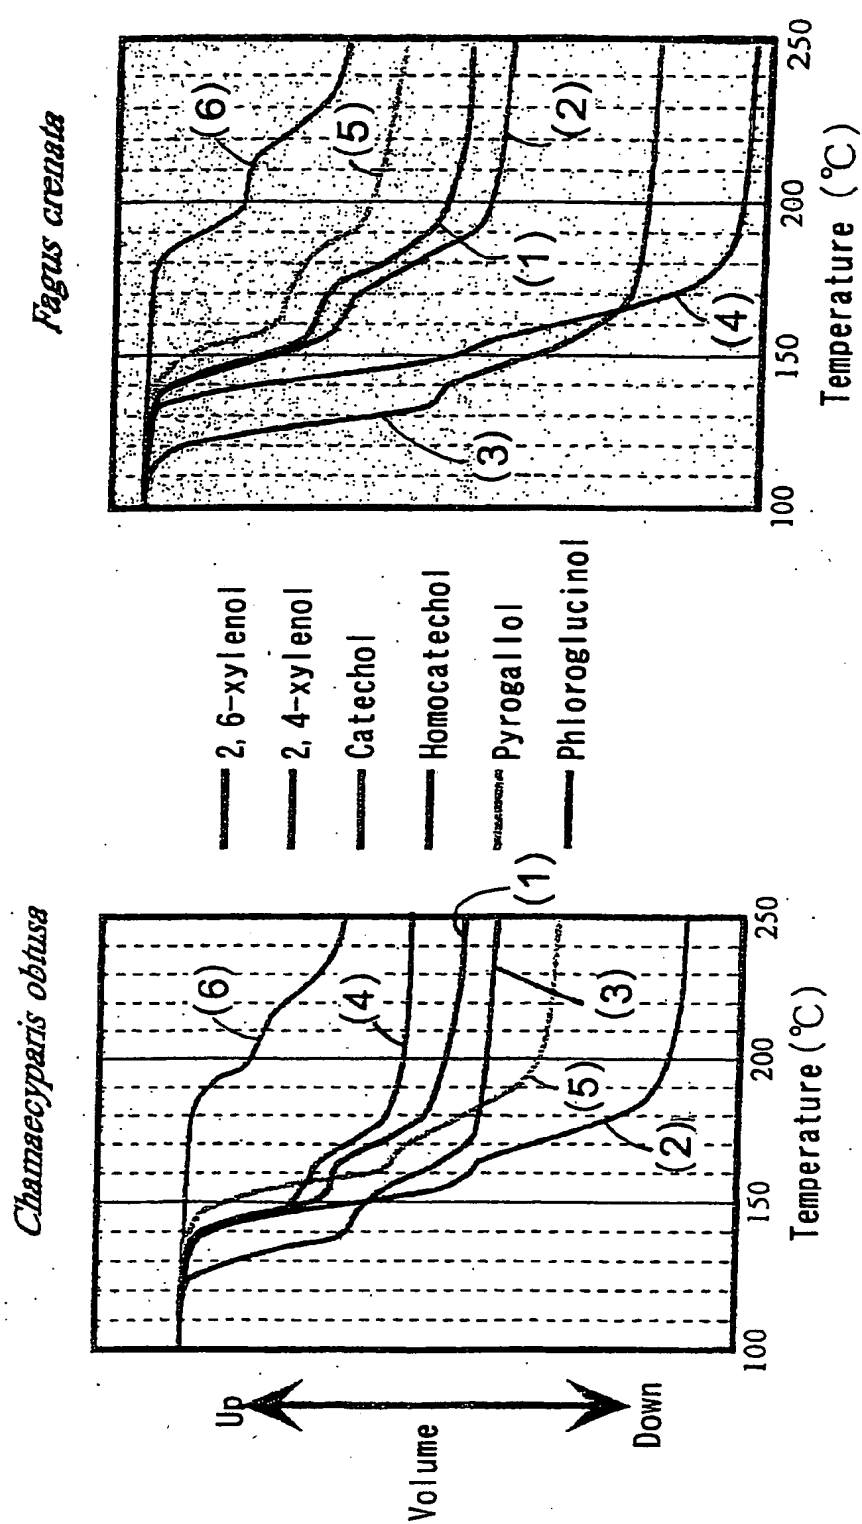 Chamaecyparis obtusa
Up
Volume
Down
(6)
(4)
(1)
(3)
(5)
(2)
100
150
200
250
Temperature (℃)
2,6-xylenol
2,4-xylenol
Catechol
Homocatechol
Pyrogallol
Phloroglucinol
Fagus crenata
(6)
(5)
(2)
(1)
(4)
(3)
100
150
200
250
Temperature (℃)